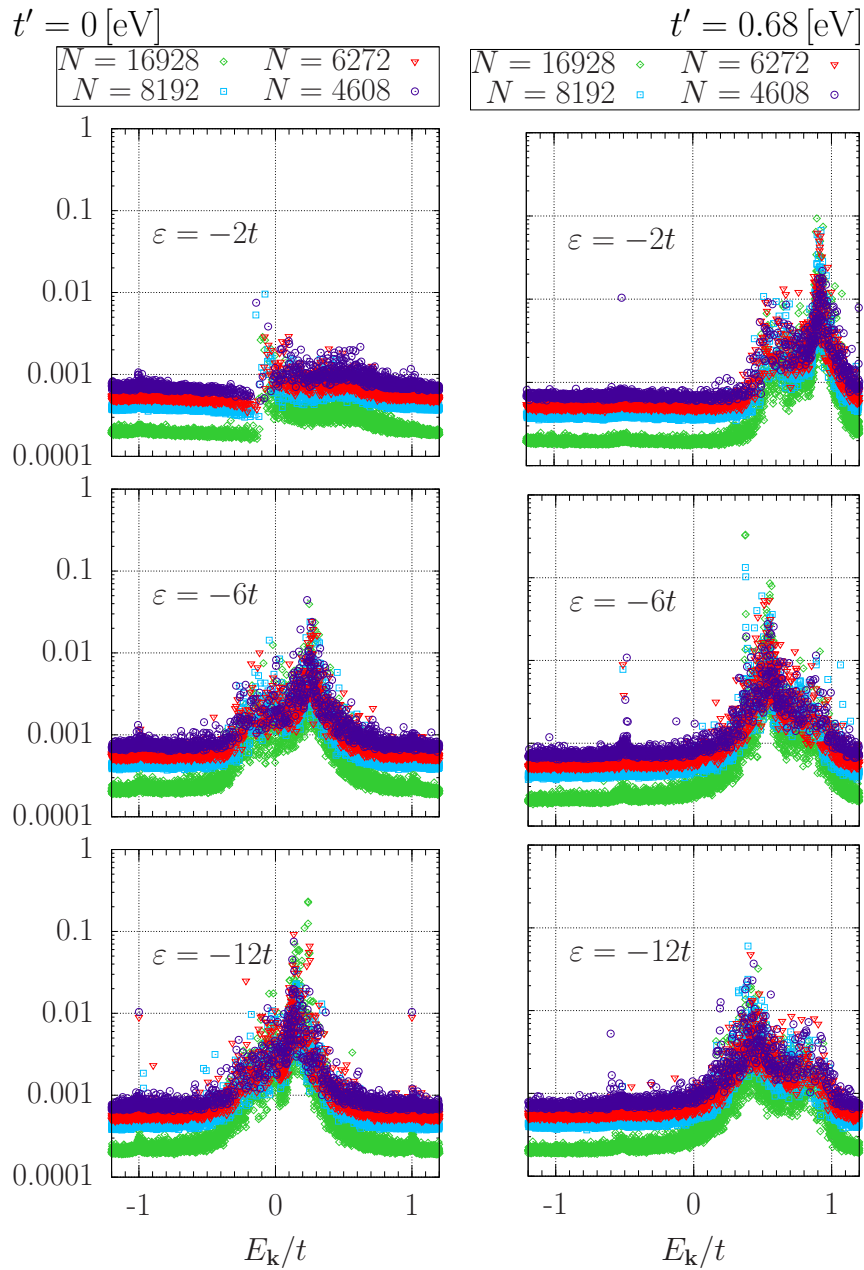 t′ = 0 [eV]
t′ = 0.68 [eV]
N = 16928 N = 6272
N = 8192 N = 4608
N = 16928 N = 6272
N = 8192 N = 4608
1
0.1
0.01
0.001
0.0001
ε = −2t
ε = −2t
1
0.1
0.01
0.001
0.0001
ε = −6t
ε = −6t
1
0.1
0.01
0.001
0.0001
ε = −12t
ε = −12t
-1 0 1
-1 0 1
E_k/t
E_k/t